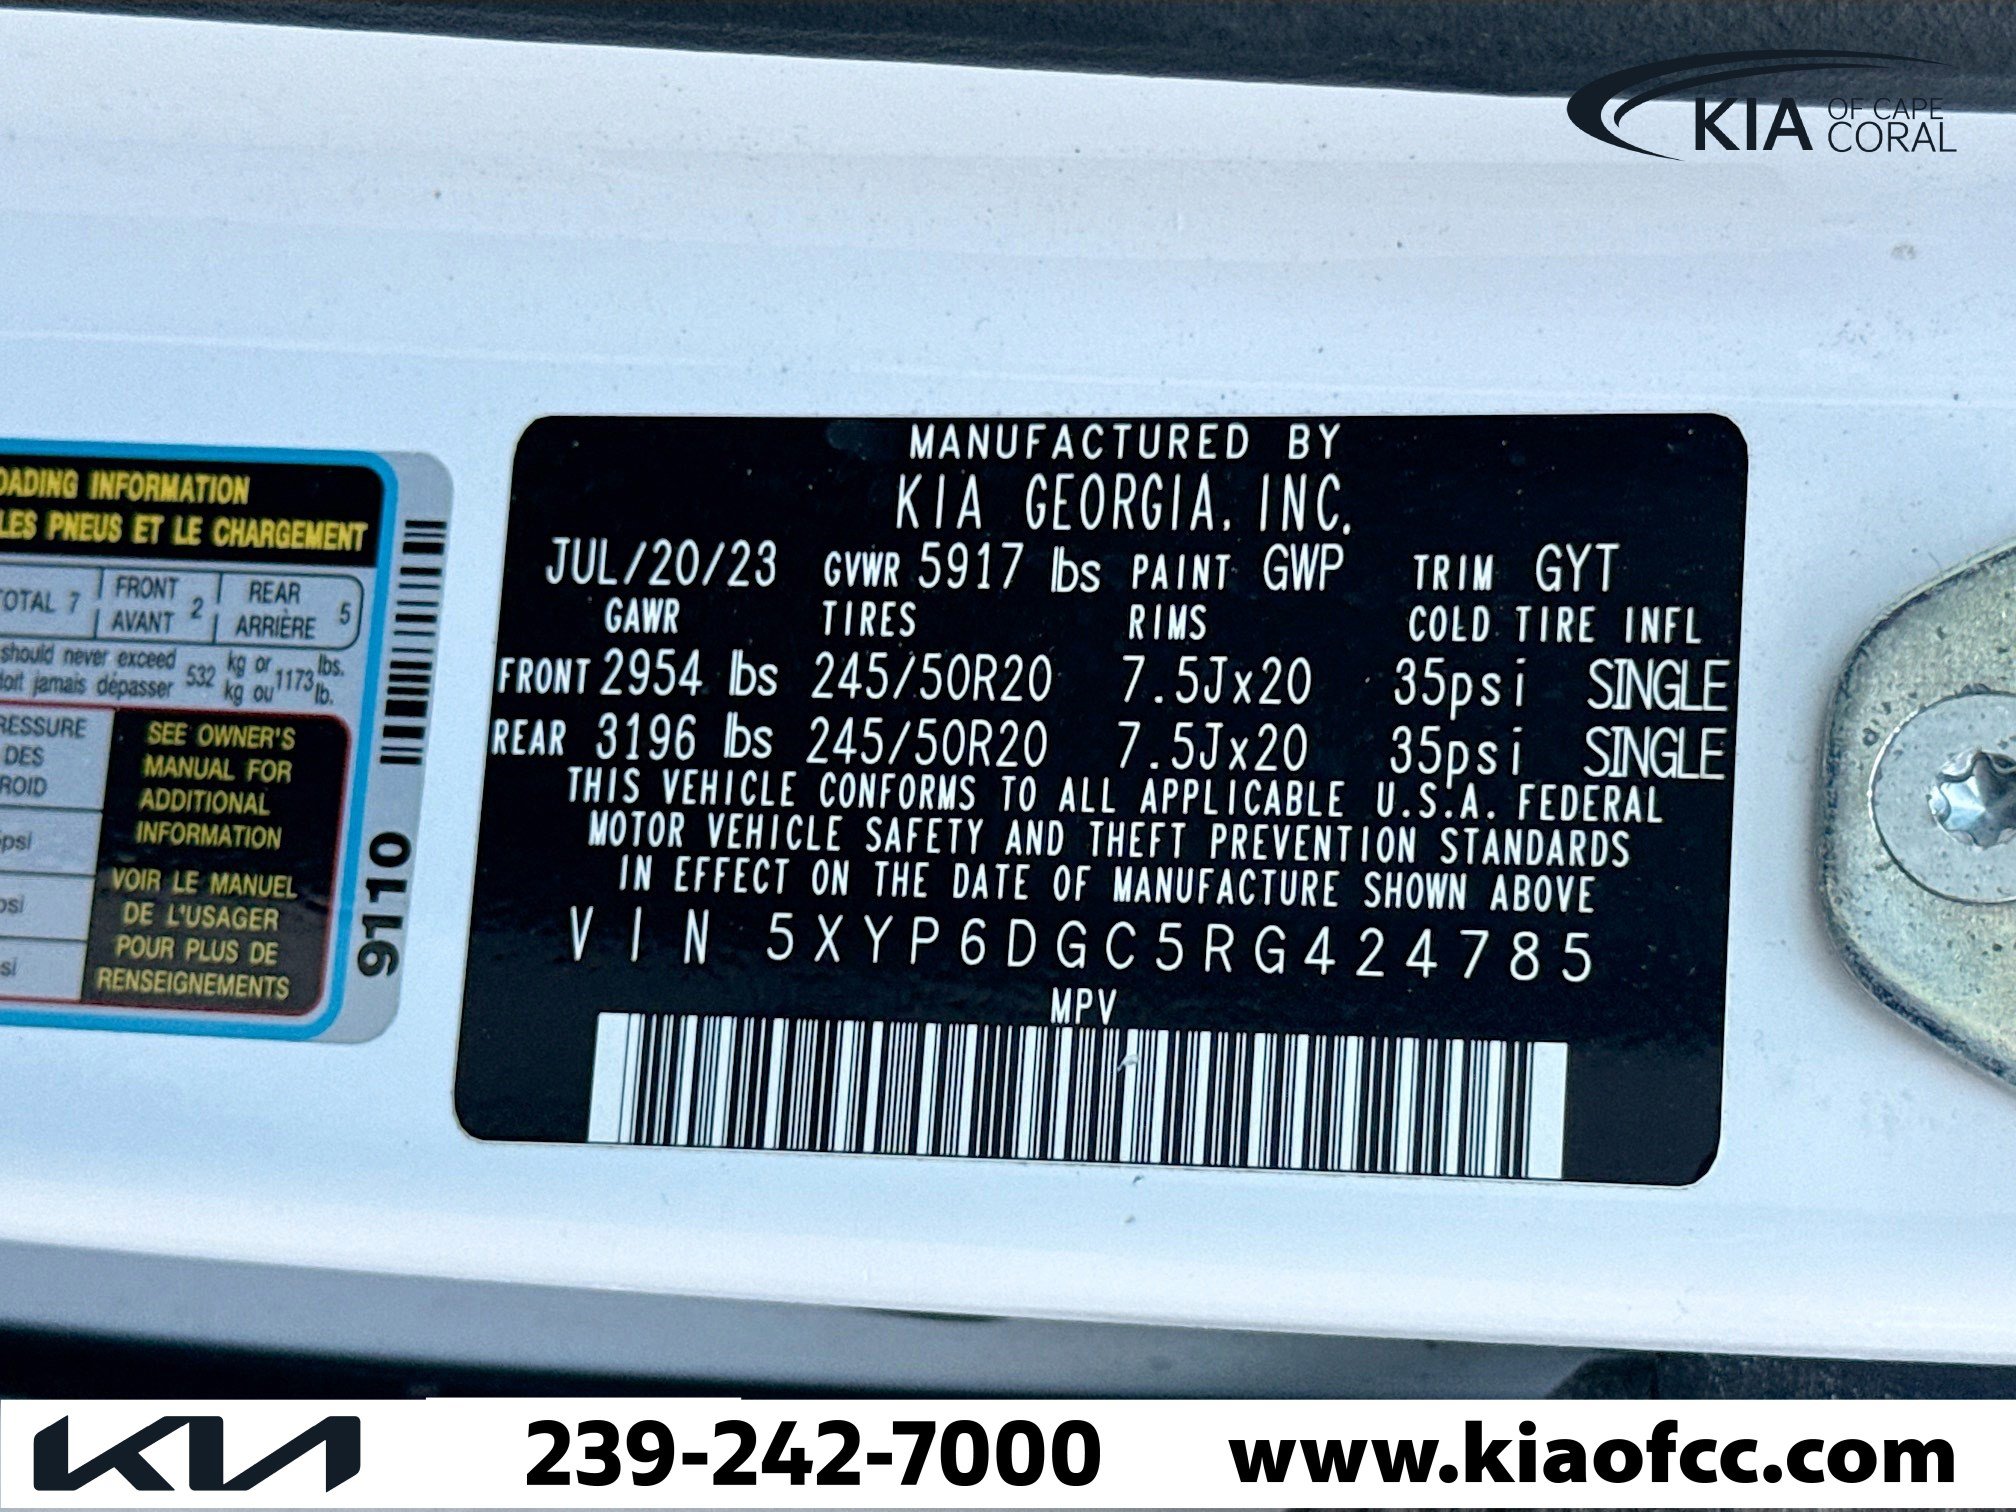 KIA OF CAPE CORAL
OADING INFORMATION
LES PNEUS ET LE CHARGEMENT
TOTAL 7
FRONT
AVANT 2
REAR
ARRIÈRE 5
should never exceed 532 kg or 1173 lbs.
doit jamais dépasser kg ou lb.
RESSURE
DES
ROID
psi
psi
si
SEE OWNER'S
MANUAL FOR
ADDITIONAL
INFORMATION
VOIR LE MANUEL
DE L'USAGER
POUR PLUS DE
RENSEIGNEMENTS
9110
MANUFACTURED BY
KIA GEORGIA, INC.
JUL/20/23 GVWR 5917 lbs PAINT GWP TRIM GYT
GAWR TIRES RIMS COLD TIRE INFL
FRONT 2954 lbs 245/50R20 7.5Jx20 35psi SINGLE
REAR 3196 lbs 245/50R20 7.5Jx20 35psi SINGLE
THIS VEHICLE CONFORMS TO ALL APPLICABLE U.S.A. FEDERAL
MOTOR VEHICLE SAFETY AND THEFT PREVENTION STANDARDS
IN EFFECT ON THE DATE OF MANUFACTURE SHOWN ABOVE
VIN 5XYP6DGC5RG424785
MPV
KIA 239-242-7000 www.kiaofcc.com